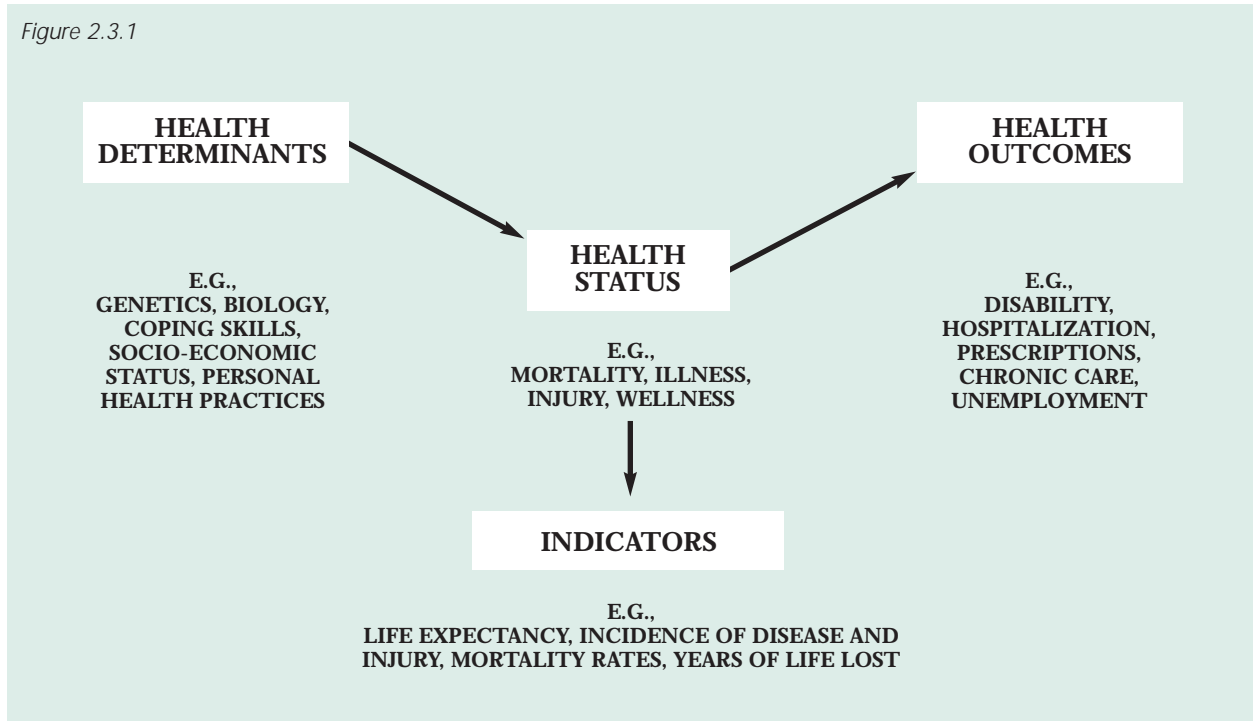 Figure 2.3.1
HEALTH
DETERMINANTS
E.G.,
GENETICS, BIOLOGY,
COPING SKILLS,
SOCIO-ECONOMIC
STATUS, PERSONAL
HEALTH PRACTICES
HEALTH
STATUS
E.G.,
MORTALITY, ILLNESS,
INJURY, WELLNESS
HEALTH
OUTCOMES
E.G.,
DISABILITY,
HOSPITALIZATION,
PRESCRIPTIONS,
CHRONIC CARE,
UNEMPLOYMENT
INDICATORS
E.G.,
LIFE EXPECTANCY, INCIDENCE OF DISEASE AND
INJURY, MORTALITY RATES, YEARS OF LIFE LOST